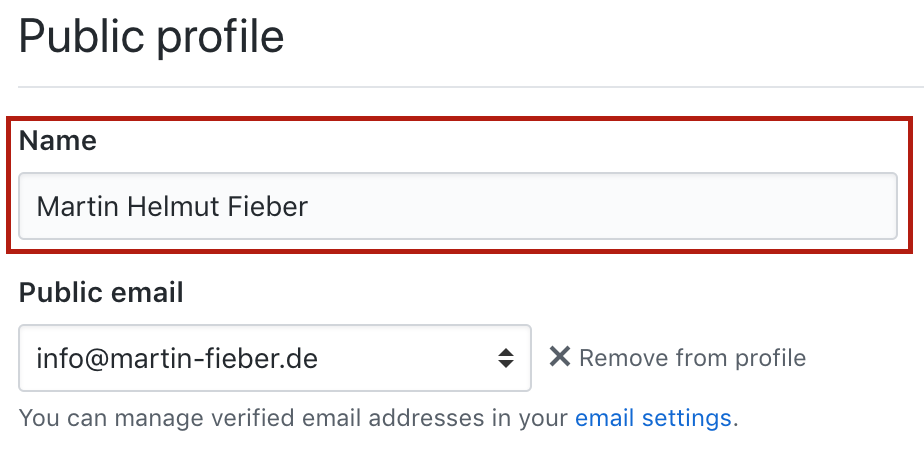 Public profile
Name
Martin Helmut Fieber
Public email
info@martin-fieber.de
Remove from profile
You can manage verified email addresses in your email settings.